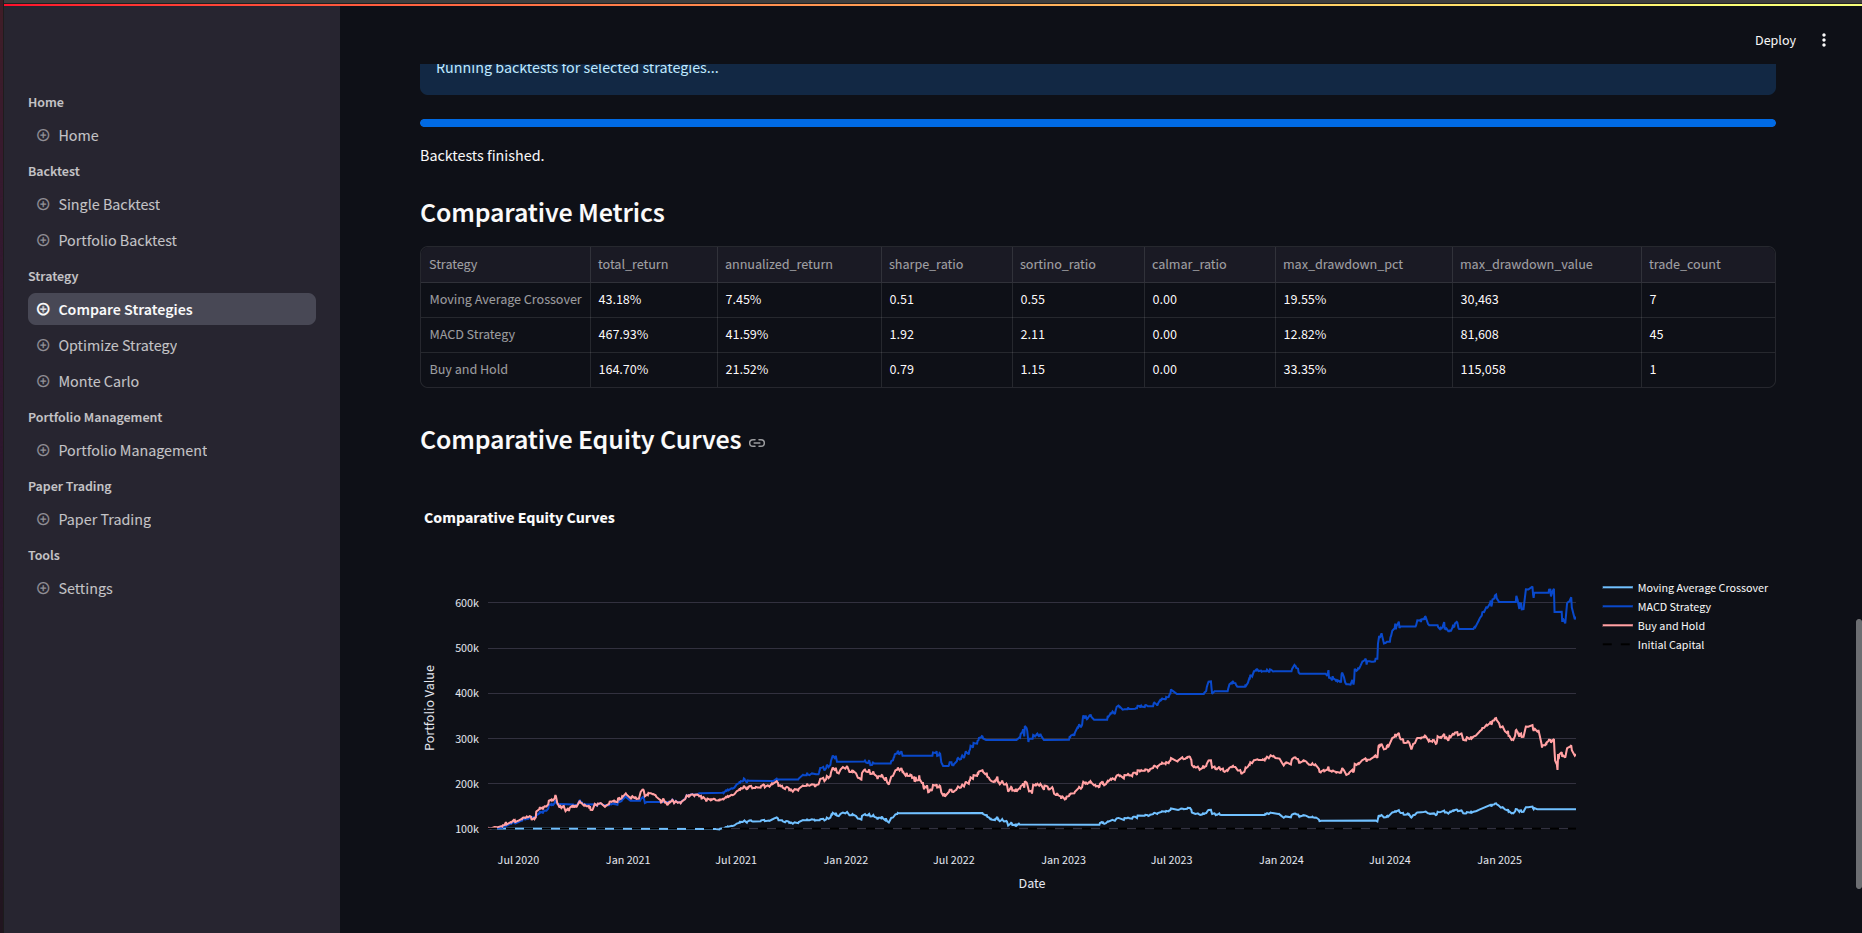 Deploy
Home
Home
Backtest
Single Backtest
Portfolio Backtest
Strategy
Compare Strategies
Optimize Strategy
Monte Carlo
Portfolio Management
Portfolio Management
Paper Trading
Paper Trading
Tools
Settings
Running backtests for selected strategies...
Backtests finished.
Comparative Metrics
Strategy total_return annualized_return sharpe_ratio sortino_ratio calmar_ratio max_drawdown_pct max_drawdown_value trade_count
Moving Average Crossover 43.18% 7.45% 0.51 0.55 0.00 19.55% 30,463 7
MACD Strategy 467.93% 41.59% 1.92 2.11 0.00 12.82% 81,608 45
Buy and Hold 164.70% 21.52% 0.79 1.15 0.00 33.35% 115,058 1
Comparative Equity Curves
Comparative Equity Curves
Portfolio Value
600k
500k
400k
300k
200k
100k
Jul 2020 Jan 2021 Jul 2021 Jan 2022 Jul 2022 Jan 2023 Jul 2023 Jan 2024 Jul 2024 Jan 2025
Date
Moving Average Crossover
MACD Strategy
Buy and Hold
Initial Capital